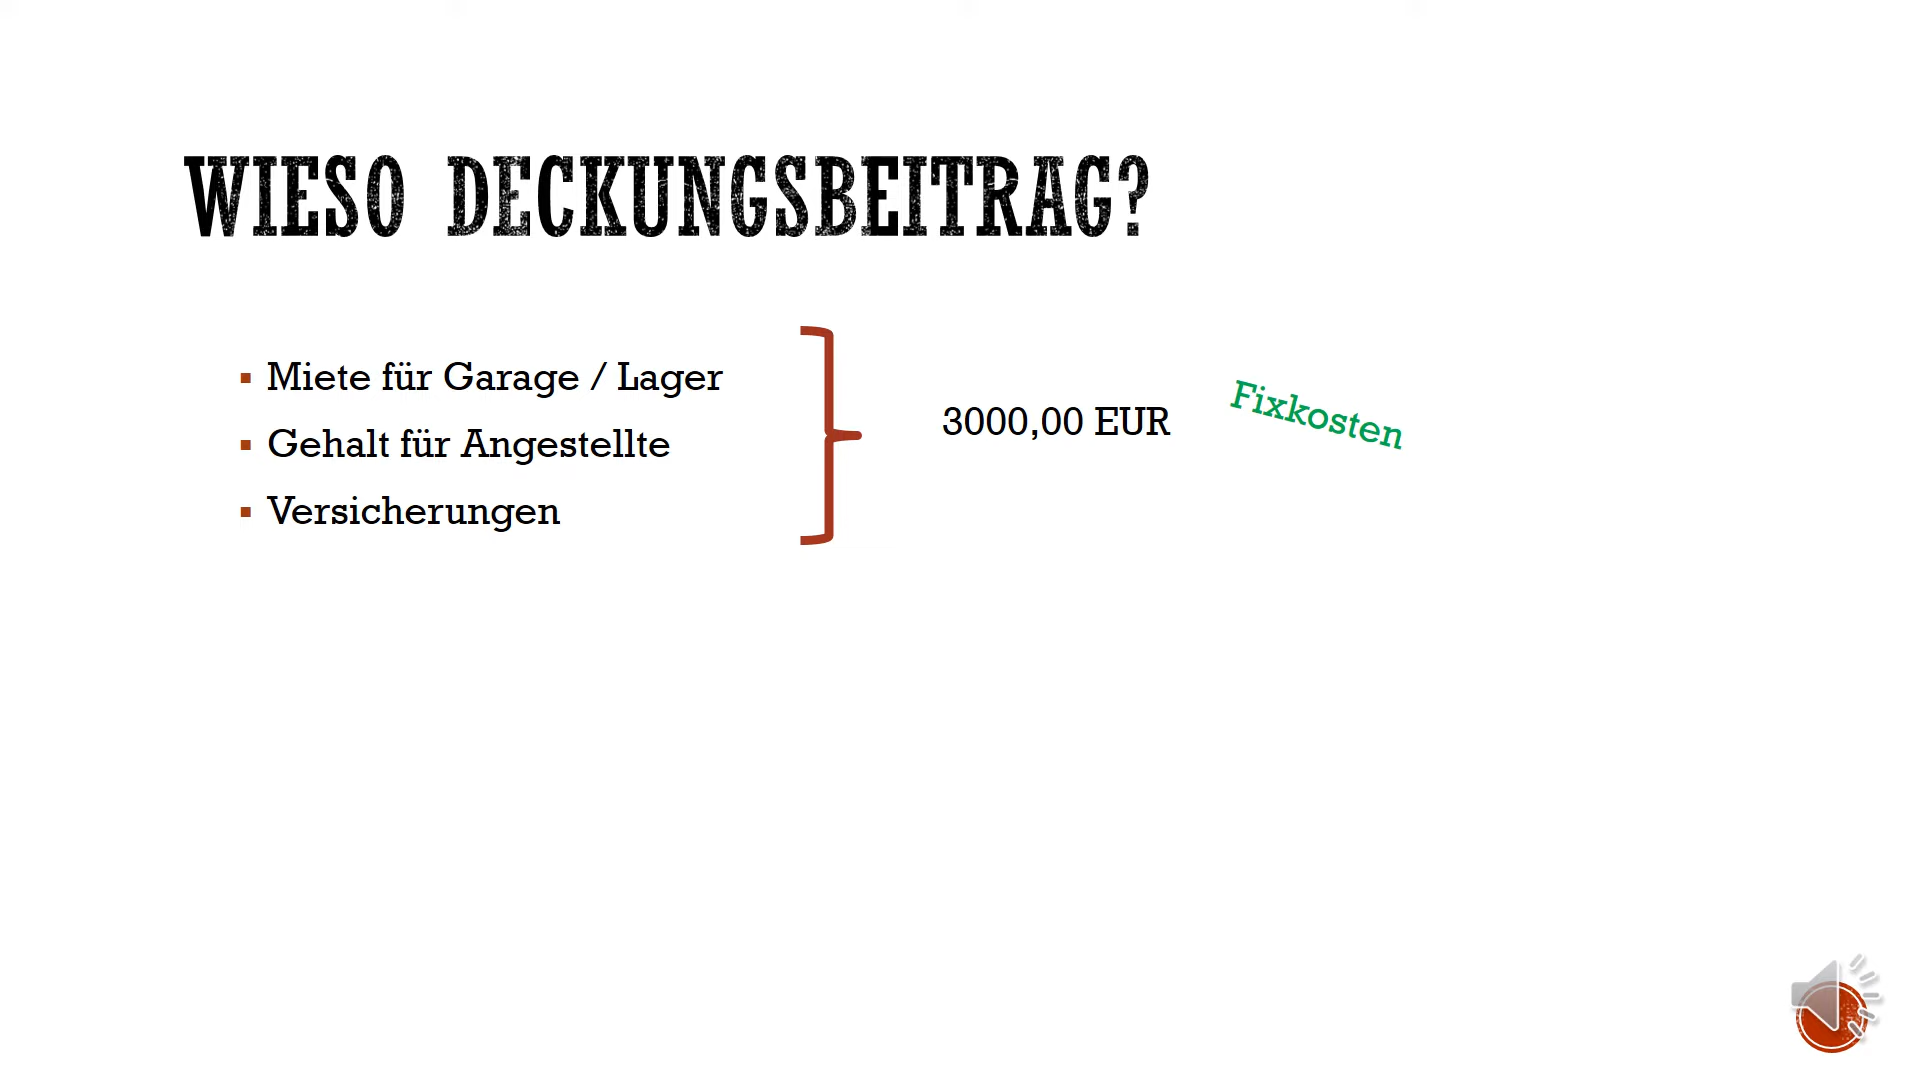 WIESO DECKUNGSBEITRAG?
Miete für Garage / Lager
Gehalt für Angestellte
Versicherungen
3000,00 EUR
Fixkosten